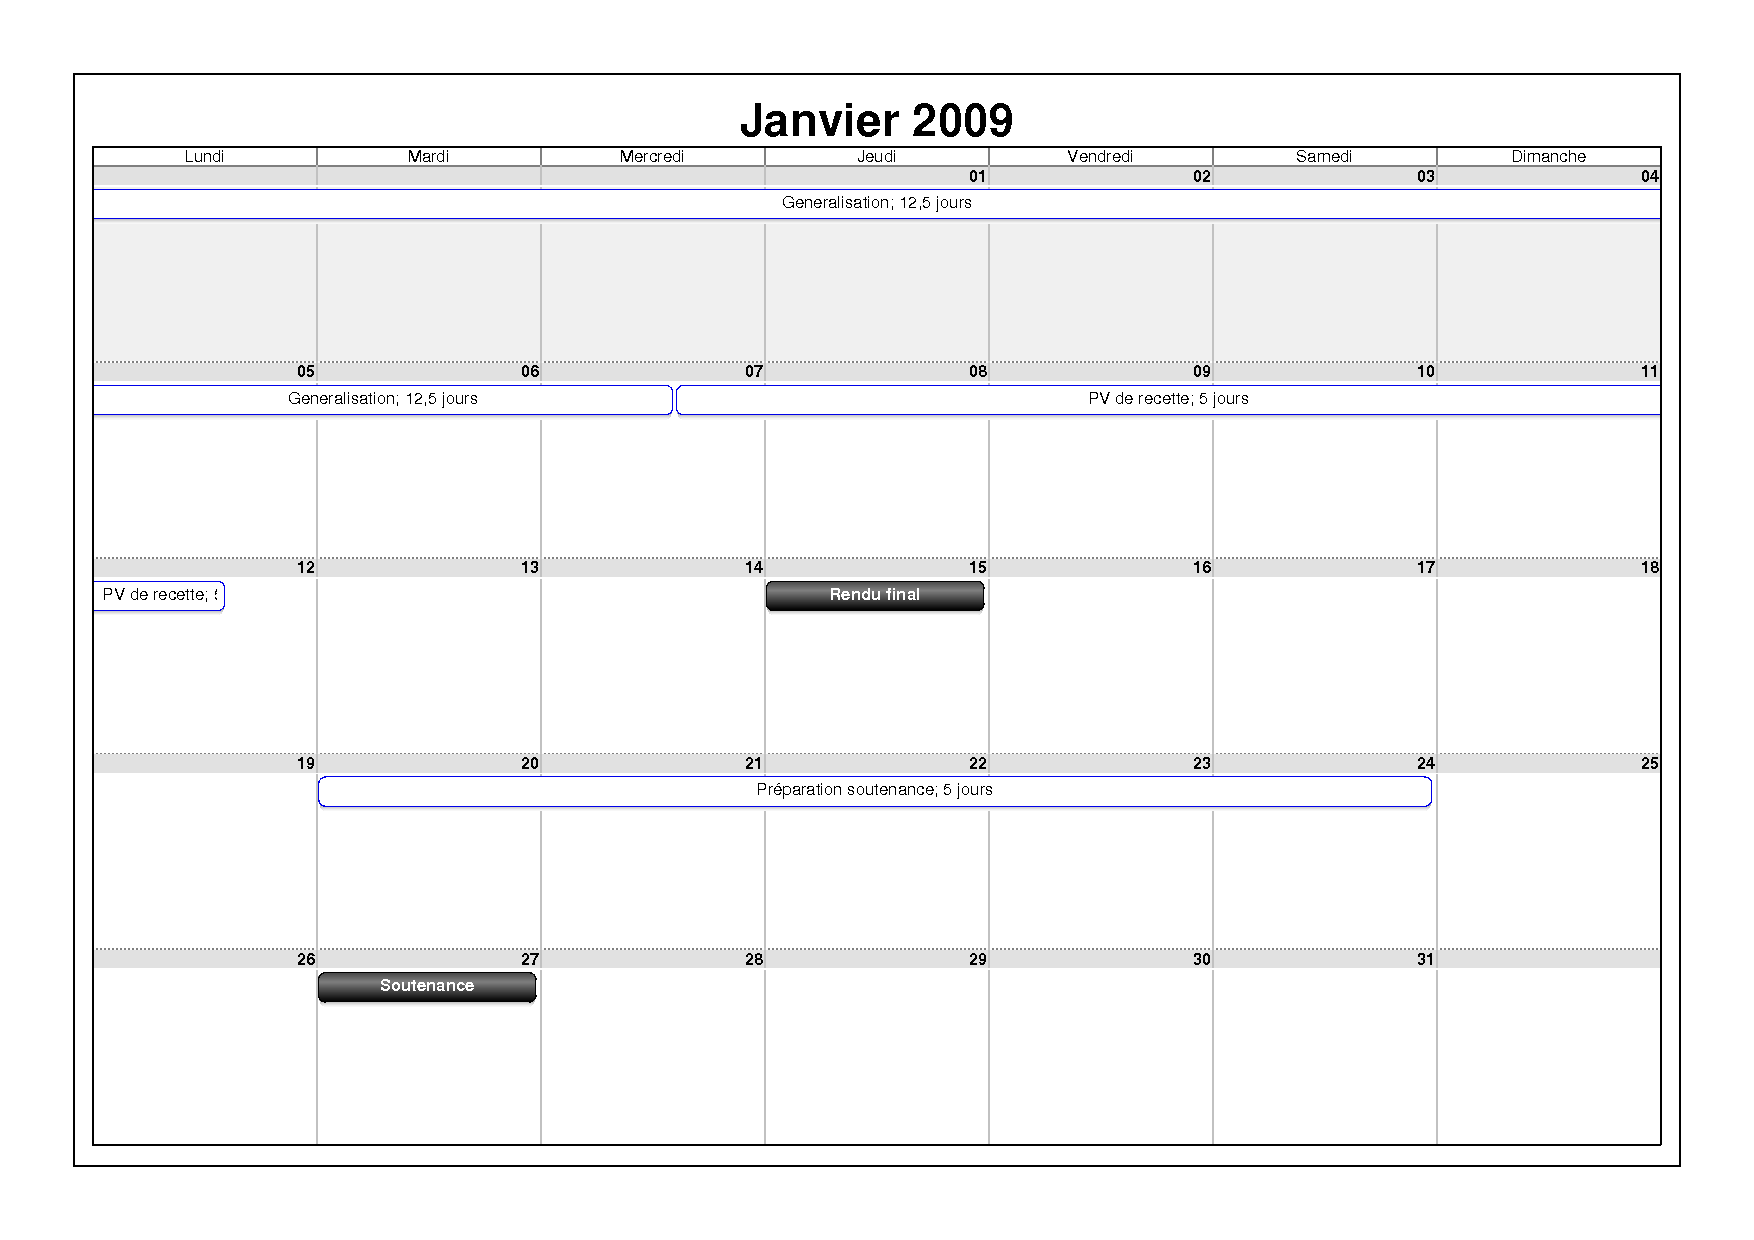 Janvier 2009
Lundi Mardi Mercredi Jeudi Vendredi Samedi Dimanche
01 02 03 04
Generalisation; 12,5 jours
05 06 07 08 09 10 11
Generalisation; 12,5 jours PV de recette; 5 jours
12 13 14 15 16 17 18
PV de recette; Rendu final
19 20 21 22 23 24 25
Préparation soutenance; 5 jours
26 27 28 29 30 31
Soutenance